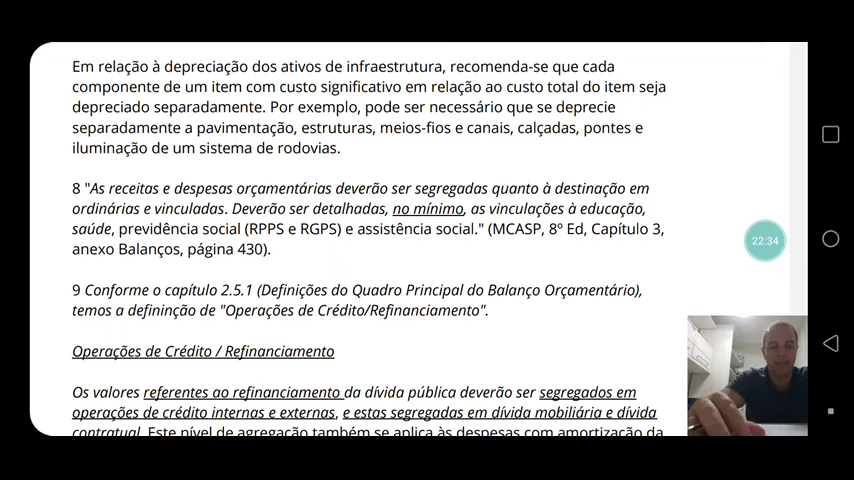 Em relação à depreciação dos ativos de infraestrutura, recomenda-se que cada
componente de um item com custo significativo em relação ao custo total do item seja
depreciado separadamente. Por exemplo, pode ser necessário que se deprecie
separadamente a pavimentação, estruturas, meios-fios e canais, calçadas, pontes e
iluminação de um sistema de rodovias.
8 "As receitas e despesas orçamentárias deverão ser segregadas quanto à destinação em
ordinárias e vinculadas. Deverão ser detalhadas, no mínimo, as vinculações à educação,
saúde, previdência social (RPPS e RGPS) e assistência social." (MCASP, 8º Ed, Capítulo 3,
anexo Balanços, página 430).
22:34
9 Conforme o capítulo 2.5.1 (Definições do Quadro Principal do Balanço Orçamentário),
temos a defininção de "Operações de Crédito/Refinanciamento".
Operações de Crédito / Refinanciamento
Os valores referentes ao refinanciamento da dívida pública deverão ser segregados em
operações de crédito internas e externas, e estas segregadas em dívida mobiliária e dívida
contratual. Este nível de agregação também se aplica às despesas com amortização da